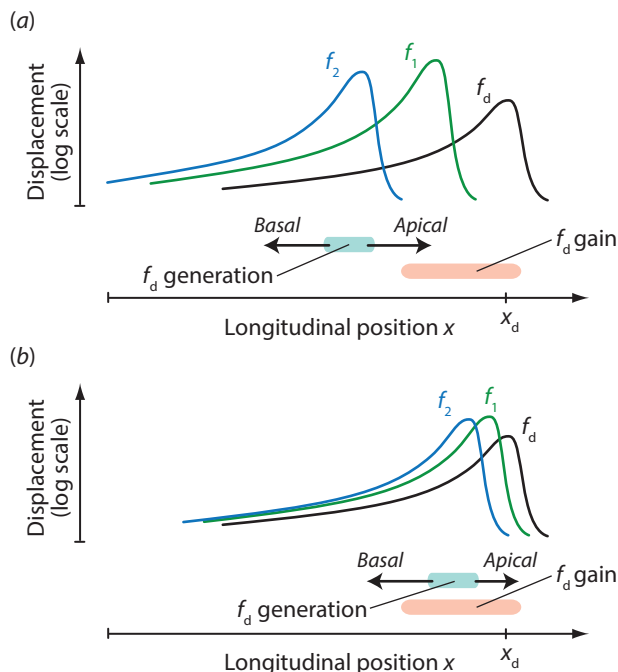 (a)
f2
f1
fd
Displacement
(log scale)
Basal
Apical
fd gain
fd generation
xd
Longitudinal position x
(b)
f2
f1
fd
Displacement
(log scale)
Basal
Apical
fd gain
fd generation
xd
Longitudinal position x